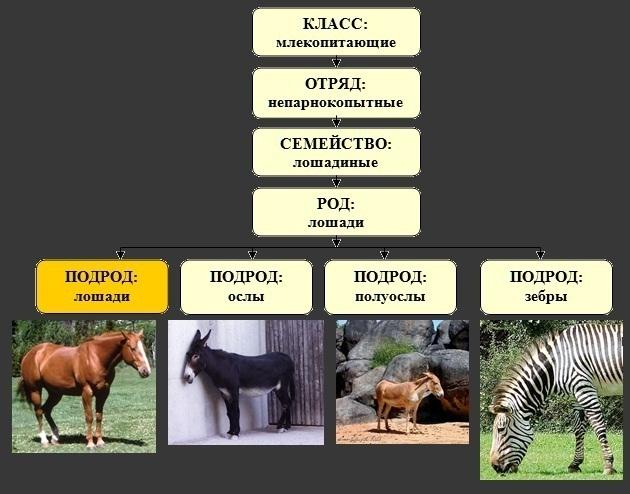 КЛАСС:
млекопитающие
ОТРЯД:
непарнокопытные
СЕМЕЙСТВО:
лошадиные
РОД:
лошади
ПОДРОД:
лошади
ПОДРОД:
ослы
ПОДРОД:
полуослы
ПОДРОД:
зебры